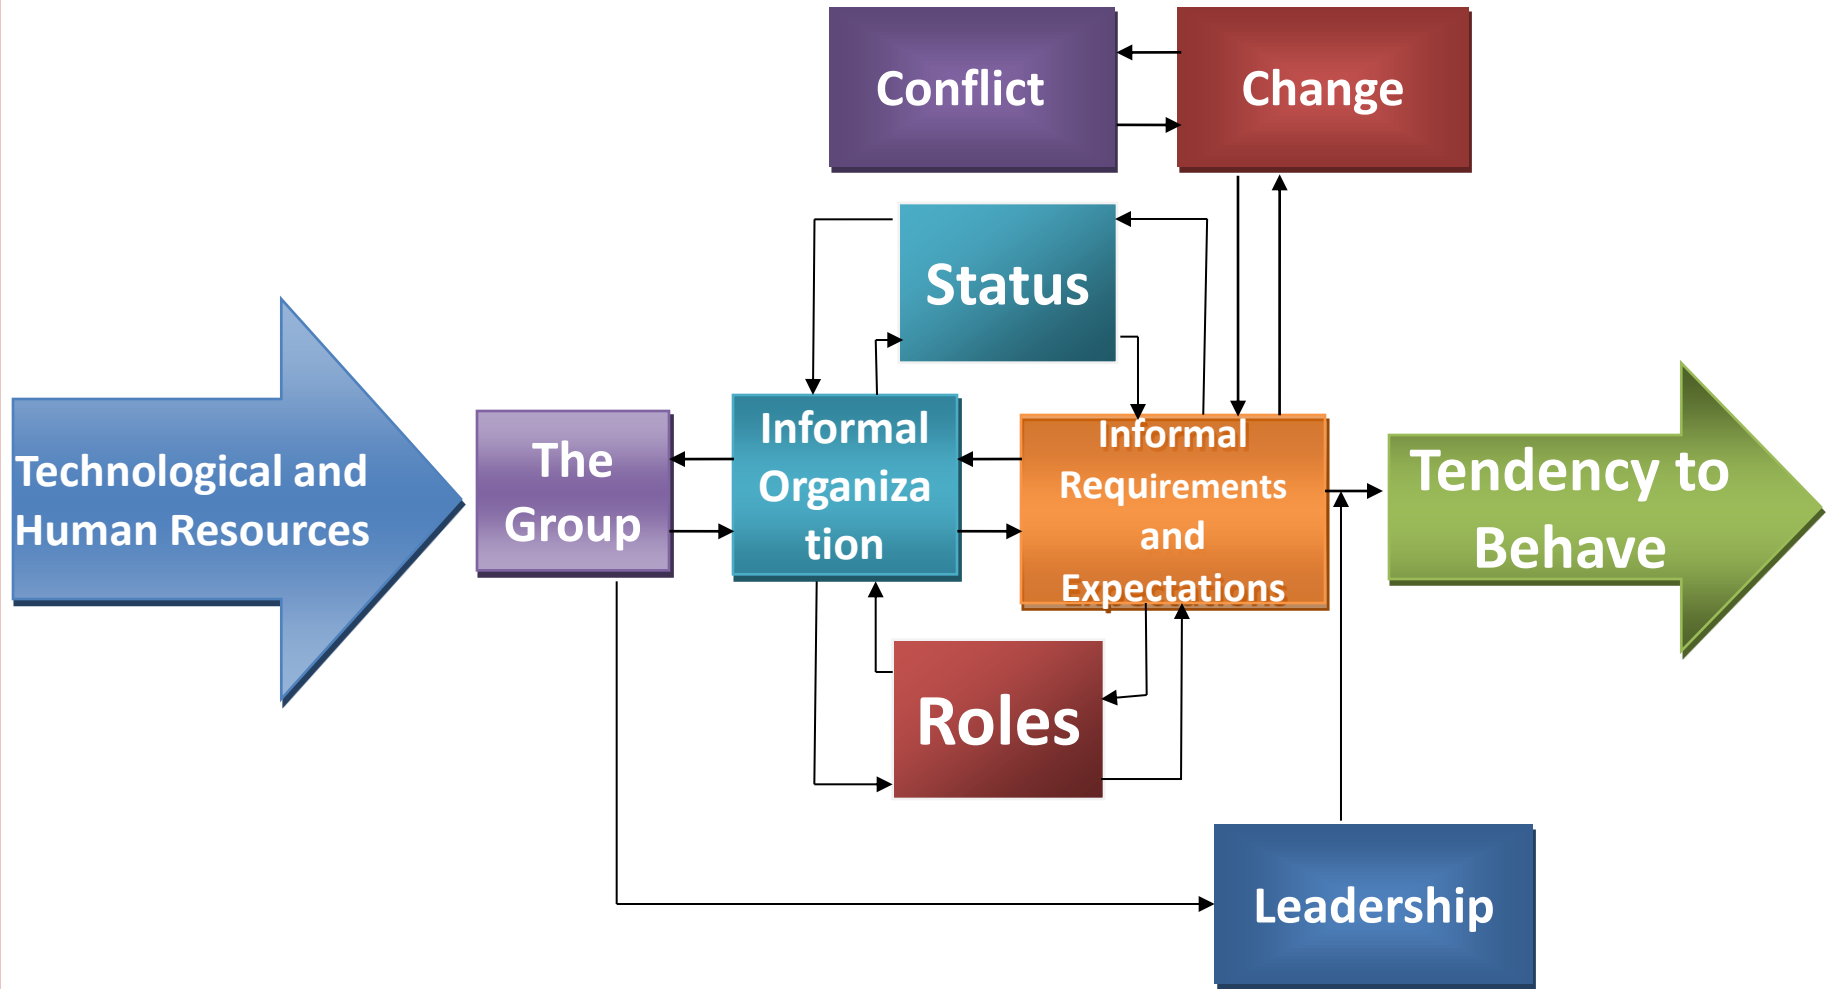 Conflict
Change
Status
Technological and
Human Resources
The
Group
Informal
Organiza
tion
Informal
Requirements
and
Expectations
Tendency to
Behave
Roles
Leadership